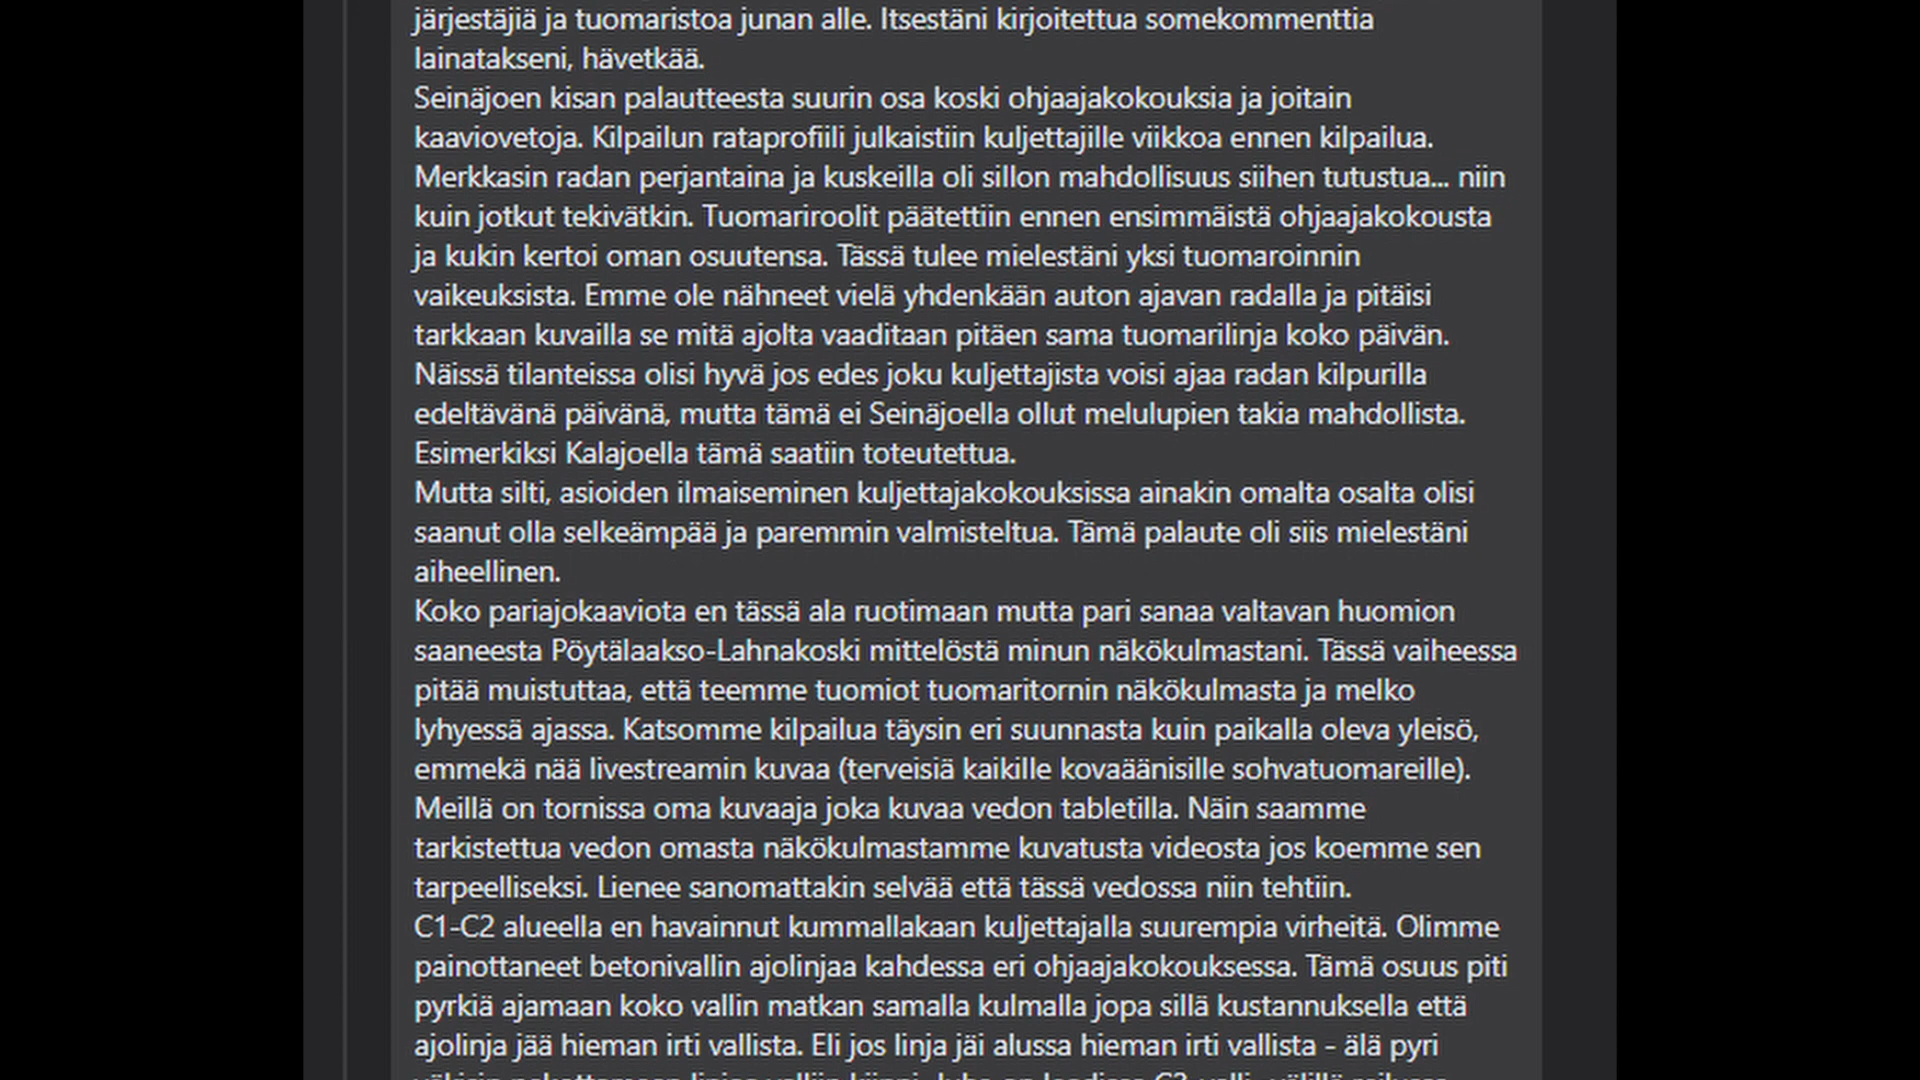 järjestäjiä ja tuomaristoa junan alle. Itsestäni kirjoitettua somekommenttia
lainatakseni, hävetkää.
Seinäjoen kisan palautteesta suurin osa koski ohjaajakokouksia ja joitain
kaaviovetoja. Kilpailun rataprofiili julkaistiin kuljettajille viikkoa ennen kilpailua.
Merkkasin radan perjantaina ja kuskeilla oli sillon mahdollisuus siihen tutustua... niin
kuin jotkut tekivätkin. Tuomariroolit päätettiin ennen ensimmäistä ohjaajakokousta
ja kukin kertoi oman osuutensa. Tässä tulee mielestäni yksi tuomaroinnin
vaikeuksista. Emme ole nähneet vielä yhdenkään auton ajavan radalla ja pitäisi
tarkkaan kuvailla se mitä ajolta vaaditaan pitäen sama tuomarilinja koko päivän.
Näissä tilanteissa olisi hyvä jos edes joku kuljettajista voisi ajaa radan kilpurilla
edeltävänä päivänä, mutta tämä ei Seinäjoella ollut melulupien takia mahdollista.
Esimerkiksi Kalajoella tämä saatiin toteutettua.
Mutta silti, asioiden ilmaiseminen kuljettajakokouksissa ainakin omalta osalta olisi
saanut olla selkeämpää ja paremmin valmisteltua. Tämä palaute oli siis mielestäni
aiheellinen.
Koko pariajokaaviota en tässä ala ruotimaan mutta pari sanaa valtavan huomion
saaneesta Pöytälaakso-Lahnakoski mittelöstä minun näkökulmastani. Tässä vaiheessa
pitää muistuttaa, että teemme tuomiot tuomaritornin näkökulmasta ja melko
lyhyessä ajassa. Katsomme kilpailua täysin eri suunnasta kuin paikalla oleva yleisö,
emmekä nää livestreamin kuvaa (terveisiä kaikille kovaäänisille sohvatuomareille).
Meillä on tornissa oma kuvaaja joka kuvaa vedon tabletilla. Näin saamme
tarkistettua vedon omasta näkökulmastamme kuvatusta videosta jos koemme sen
tarpeelliseksi. Lienee sanomattakin selvää että tässä vedossa niin tehtiin.
C1-C2 alueella en havainnut kummallakaan kuljettajalla suurempia virheitä. Olimme
painottaneet betonivallin ajolinjaa kahdessa eri ohjaajakokouksessa. Tämä osuus piti
pyrkiä ajamaan koko vallin matkan samalla kulmalla jopa sillä kustannuksella että
ajolinja jää hieman irti vallista. Eli jos linja jäi alussa hieman irti vallista - älä pyri